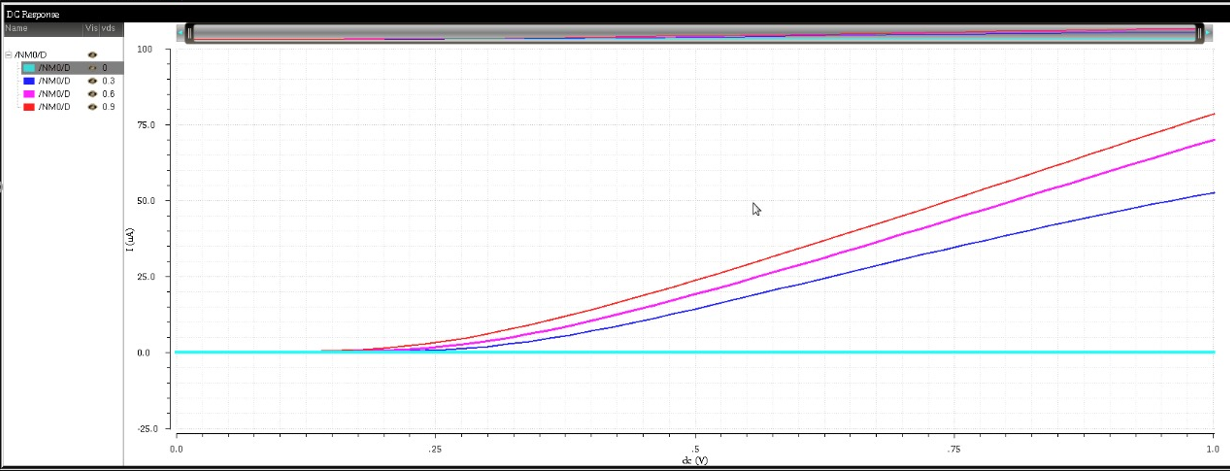 DC Response
Name Vis vds
/NM0/D
/NM0/D 0
/NM0/D 0.3
/NM0/D 0.6
/NM0/D 0.9
100
75.0
50.0
25.0
0.0
-25.0
I (uA)
0.0 .25 .5 .75 1.0
dc (V)